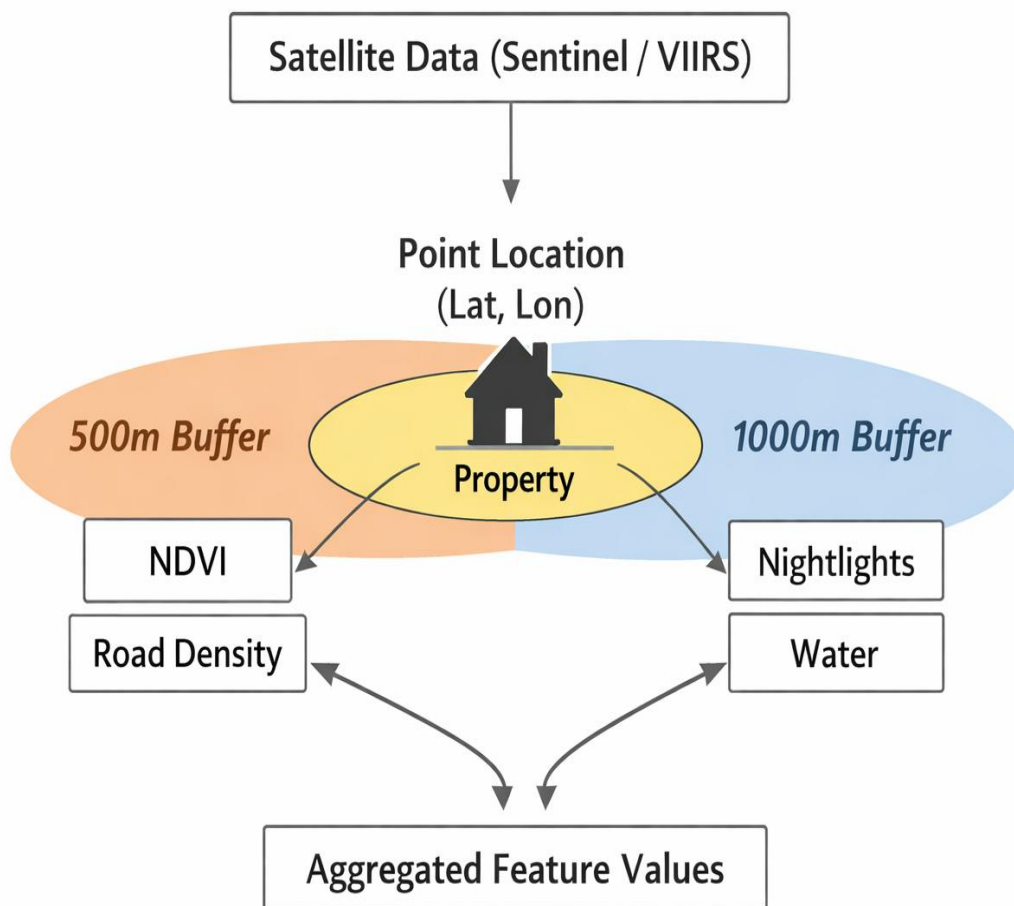 Satellite Data (Sentinel / VIIRS)
Point Location
(Lat, Lon)
500m Buffer
1000m Buffer
Property
NDVI
Nightlights
Road Density
Water
Aggregated Feature Values